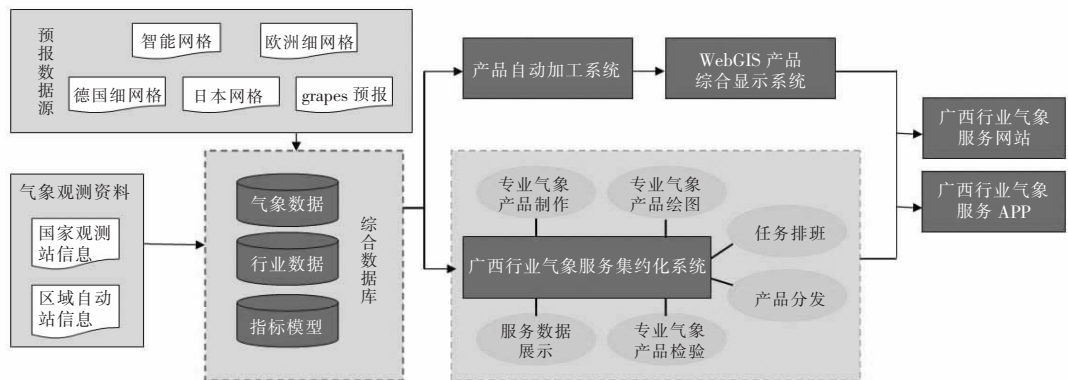 预报数据源
智能网格
欧洲细网格
德国细网格
日本网格
grapes 预报
气象观测资料
国家观测
站信息
区域自动
站信息
气象数据
行业数据
指标模型
综合数据库
产品自动加工系统
WebGIS 产品
综合显示系统
专业气象
产品制作
专业气象
产品绘图
任务排班
广西行业气象服务集约化系统
产品分发
服务数据
展示
专业气象
产品检验
广西行业气象
服务网站
广西行业气象
服务 APP